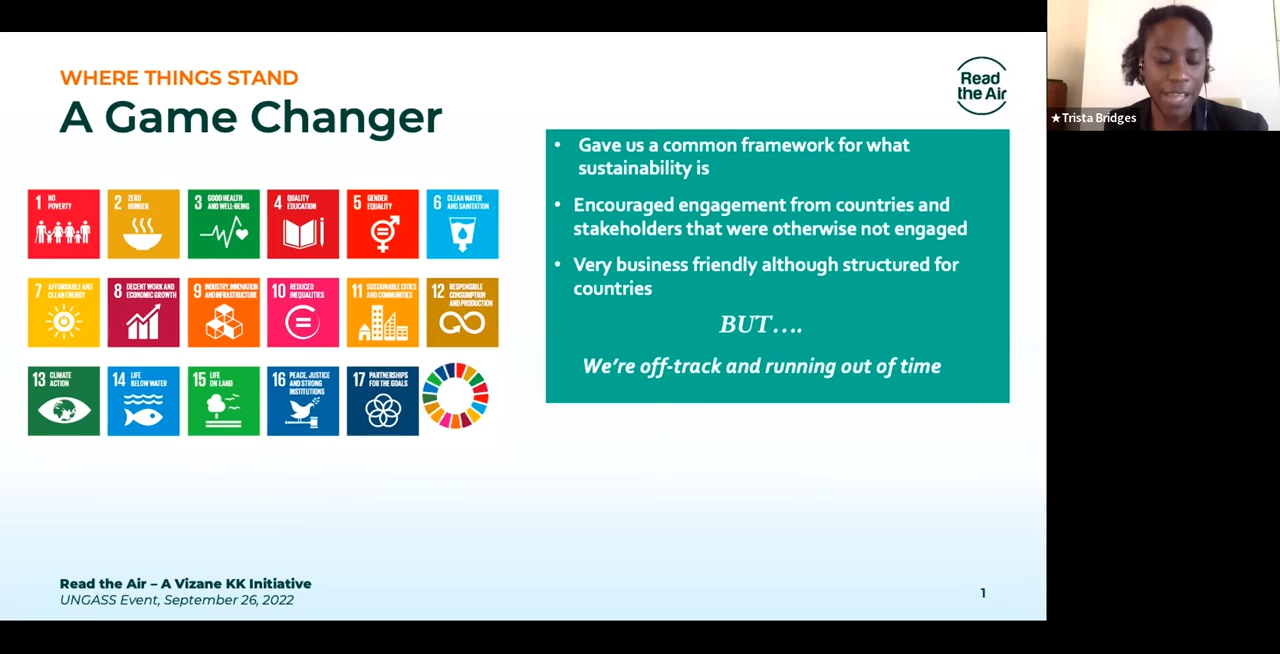 WHERE THINGS STAND
A Game Changer
Read
the Air
★Trista Bridges
1 NO
POVERTY
2 ZERO
HUNGER
3 GOOD HEALTH
AND WELL-BEING
4 QUALITY
EDUCATION
5 GENDER
EQUALITY
6 CLEAN WATER
AND SANITATION
7 AFFORDABLE AND
CLEAN ENERGY
8 DECENT WORK AND
ECONOMIC GROWTH
9 INDUSTRY, INNOVATION
AND INFRASTRUCTURE
10 REDUCED
INEQUALITIES
11 SUSTAINABLE CITIES
AND COMMUNITIES
12 RESPONSIBLE
CONSUMPTION
AND PRODUCTION
13 CLIMATE
ACTION
14 LIFE
BELOW WATER
15 LIFE
ON LAND
16 PEACE, JUSTICE
AND STRONG
INSTITUTIONS
17 PARTNERSHIPS
FOR THE GOALS
• Gave us a common framework for what
sustainability is
• Encouraged engagement from countries and
stakeholders that were otherwise not engaged
• Very business friendly although structured for
countries
BUT....
We're off-track and running out of time
Read the Air – A Vizane KK Initiative
UNGASS Event, September 26, 2022
1